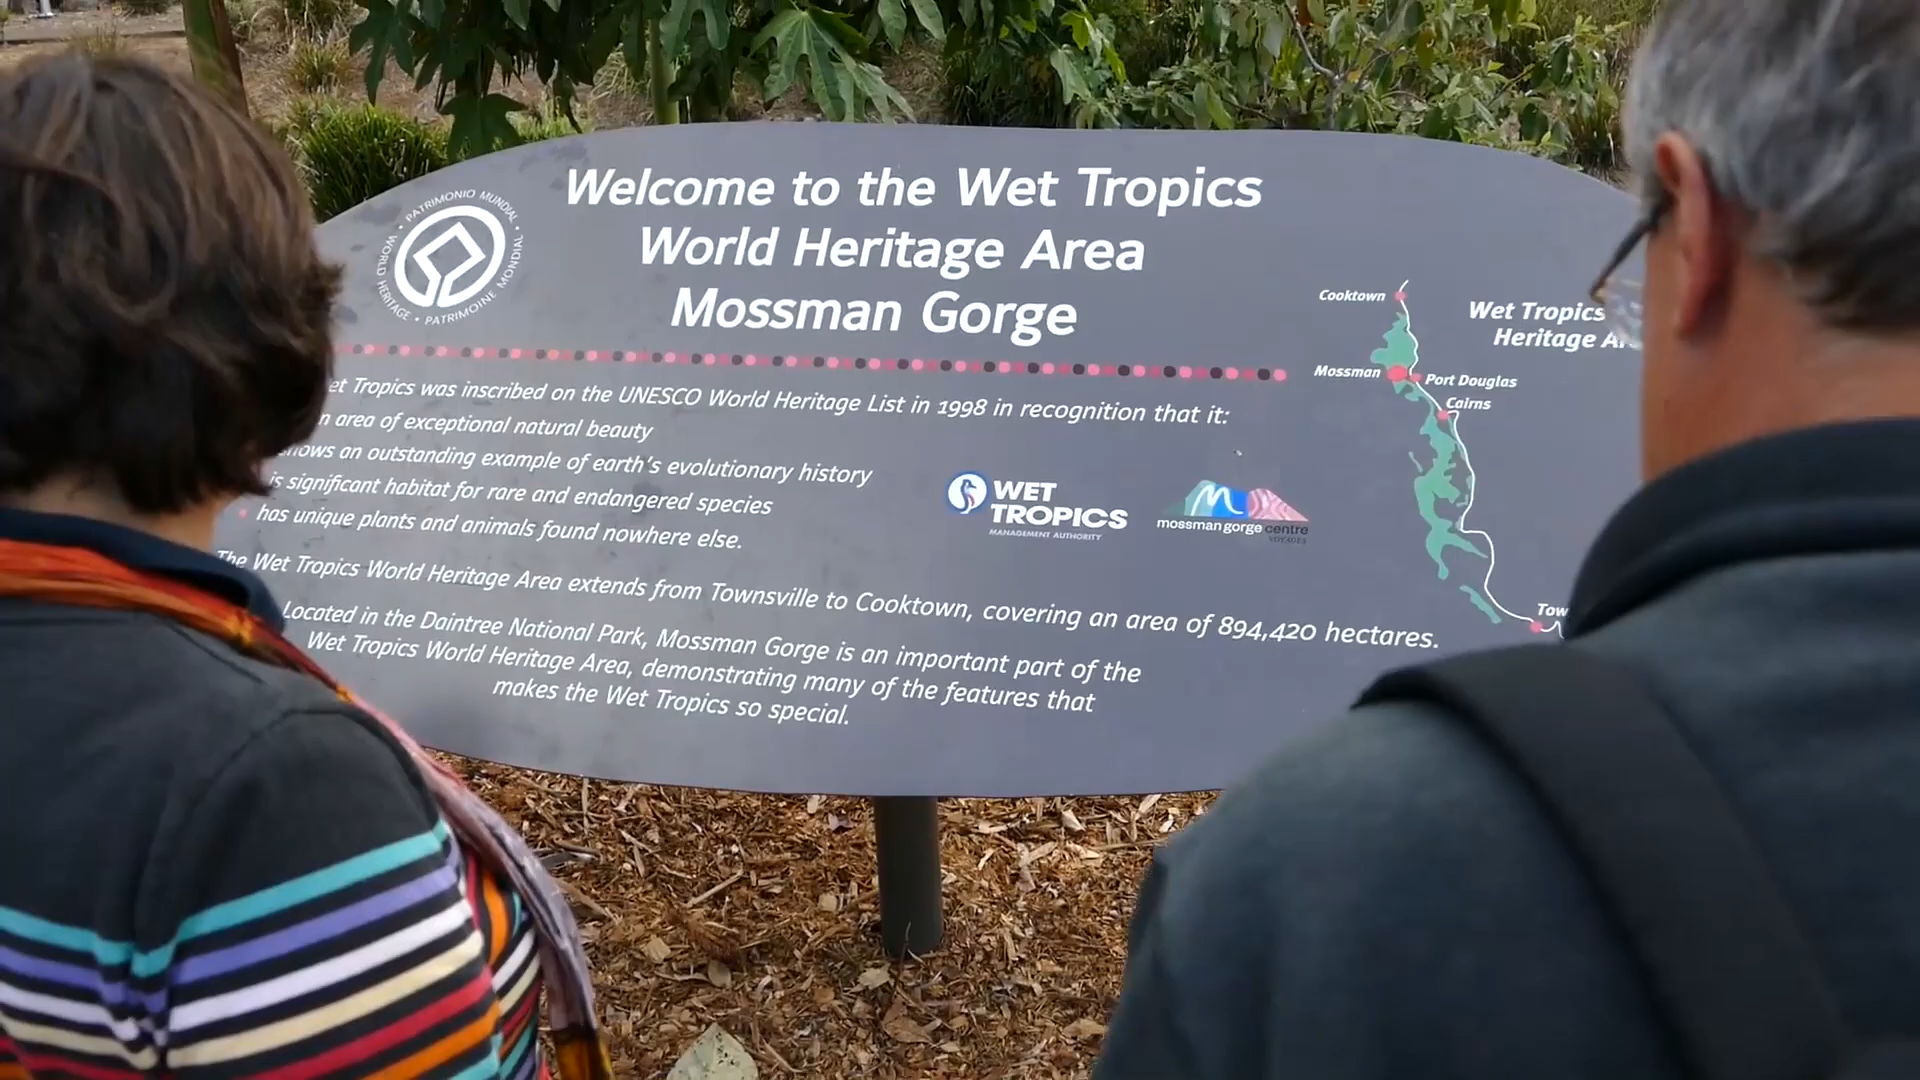 Welcome to the Wet Tropics
World Heritage Area
Mossman Gorge
PATRIMONIO MUNDIAL • WORLD HERITAGE • PATRIMOINE MONDIAL
Tropics was inscribed on the UNESCO World Heritage List in 1998 in recognition that it:
area of exceptional natural beauty
an outstanding example of earth's evolutionary history
is significant habitat for rare and endangered species
• has unique plants and animals found nowhere else.
The Wet Tropics World Heritage Area extends from Townsville to Cooktown, covering an area of 894,420 hectares.
Located in the Daintree National Park, Mossman Gorge is an important part of the
Wet Tropics World Heritage Area, demonstrating many of the features that
makes the Wet Tropics so special.
WET
TROPICS
MANAGEMENT AUTHORITY
mossman gorge centre
VOYAGES
Wet Tropics
Heritage
Cooktown
Mossman
Port Douglas
Cairns